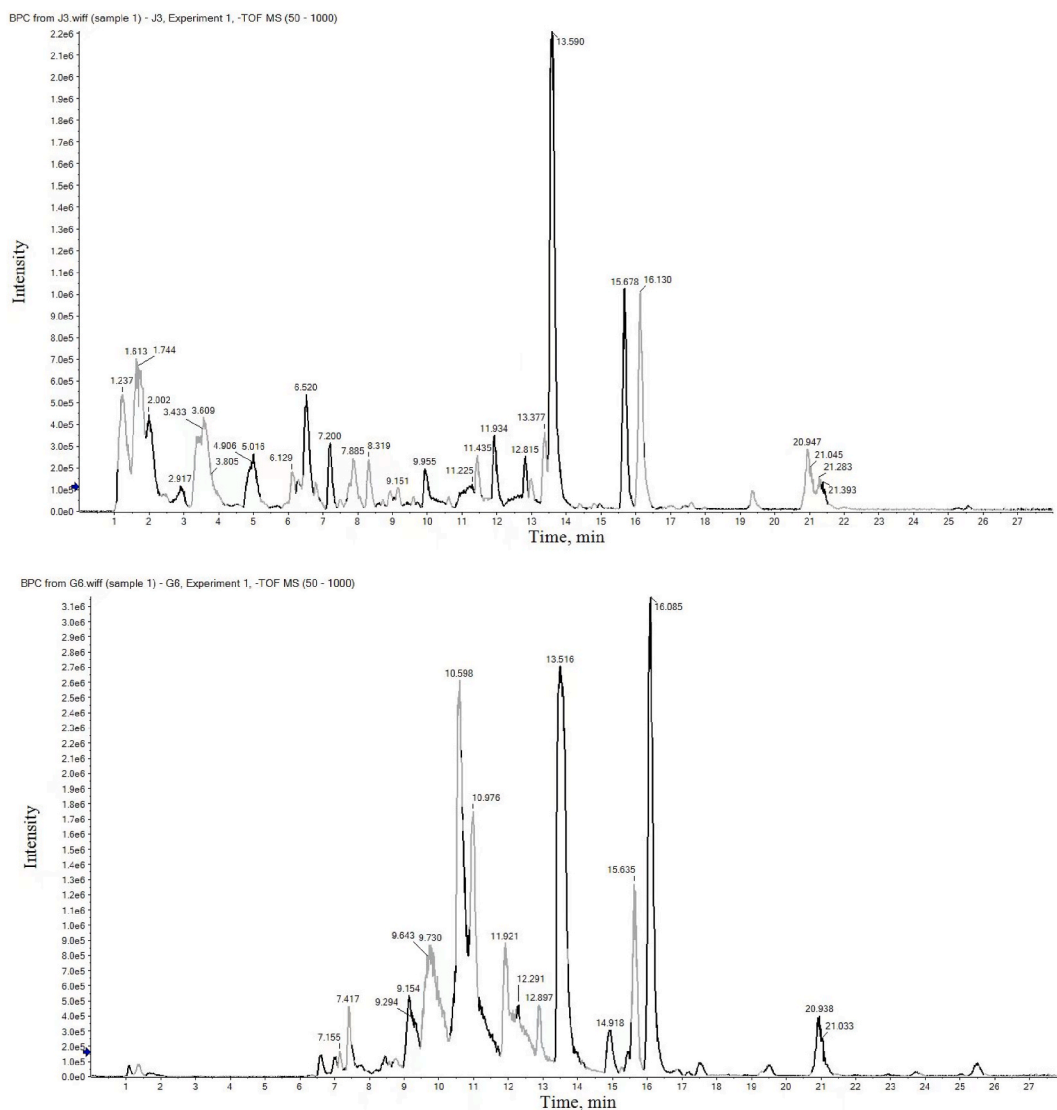 BPC from J3.wiff (sample 1) - J3, Experiment 1, -TOF MS (50 - 1000)
2.2e6
2.1e6
2.0e6
1.9e6
1.8e6
1.7e6
1.6e6
1.5e6
1.4e6
1.3e6
1.2e6
1.1e6
1.0e6
9.0e5
8.0e5
7.0e5
6.0e5
5.0e5
4.0e5
3.0e5
2.0e5
1.0e5
0.0e0
Intensity
13.590
15.678
16.130
1.613
1.744
1.237
2.002
3.433
3.609
6.520
4.906
5.016
3.805
2.917
6.129
7.200
7.885
8.319
9.151
9.955
11.225
11.435
11.934
12.815
13.377
20.947
21.045
21.283
21.393
1 2 3 4 5 6 7 8 9 10 11 12 13 14 15 16 17 18 19 20 21 22 23 24 25 26 27
Time, min
BPC from G6.wiff (sample 1) - G6, Experiment 1, -TOF MS (50 - 1000)
3.1e6
3.0e6
2.9e6
2.8e6
2.7e6
2.6e6
2.5e6
2.4e6
2.3e6
2.2e6
2.1e6
2.0e6
1.9e6
1.8e6
1.7e6
1.6e6
1.5e6
1.4e6
1.3e6
1.2e6
1.1e6
1.0e6
9.0e5
8.0e5
7.0e5
6.0e5
5.0e5
4.0e5
3.0e5
2.0e5
1.0e5
0.0e0
Intensity
16.085
13.516
10.598
10.976
15.635
9.643
9.730
11.921
9.154
9.294
7.417
7.155
12.291
12.897
14.918
20.938
21.033
1 2 3 4 5 6 7 8 9 10 11 12 13 14 15 16 17 18 19 20 21 22 23 24 25 26 27
Time, min